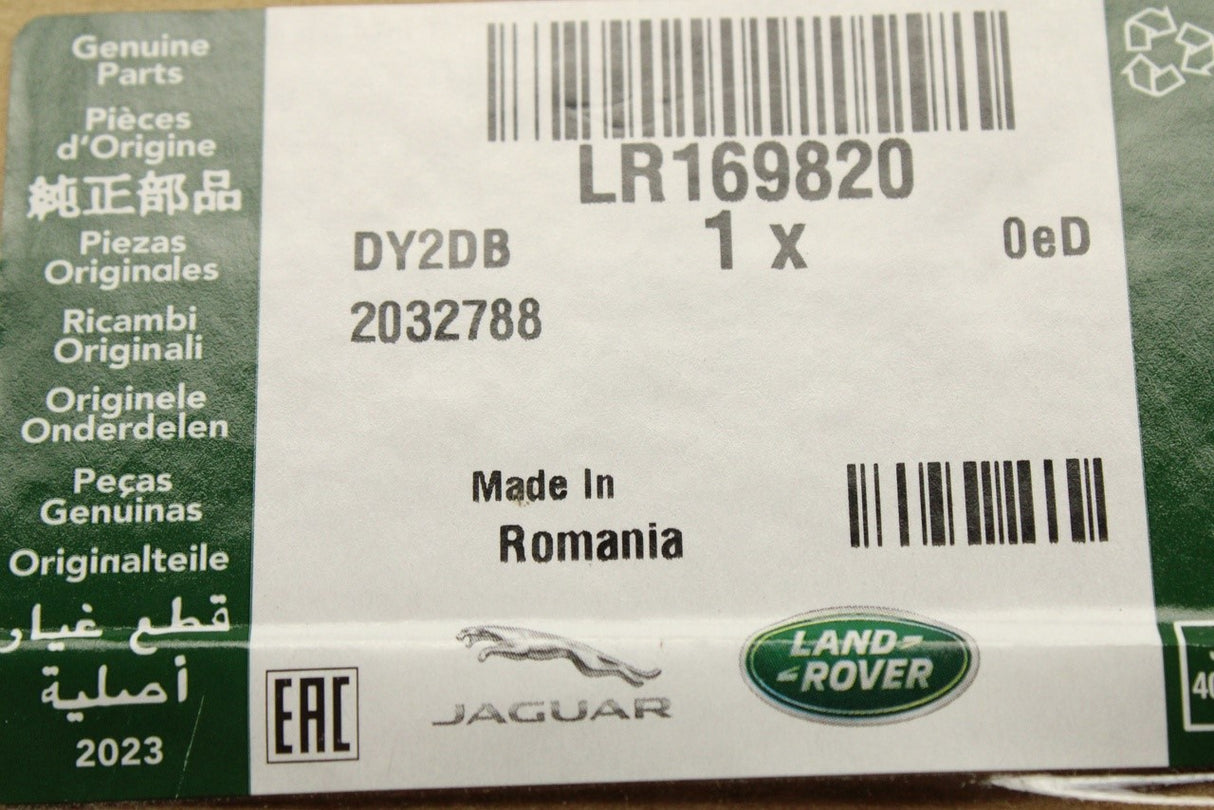 Genuine
Parts
Pièces
d'Origine
純正部品
Piezas
Originales
Ricambi
Originali
Originele
Onderdelen
Peças
Genuinas
Originalteile
قطع غيار
أصلية
2023
LR169820
DY2DB 1 x 0eD
2032788
Made In
Romania
EAC
JAGUAR
LAND-
-ROVER
40